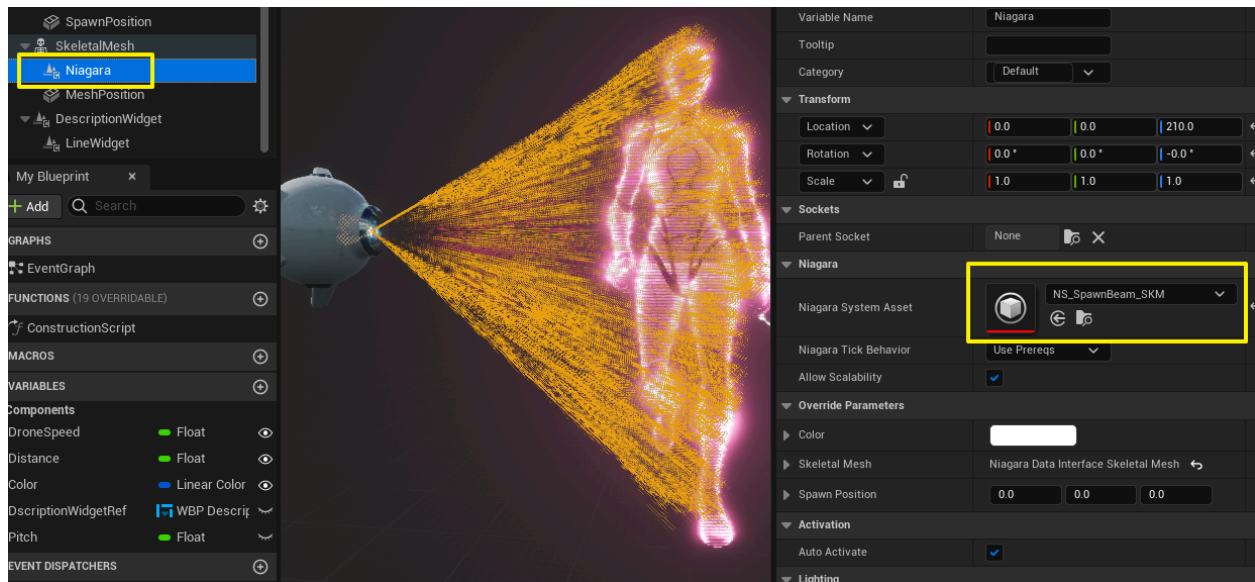 SpawnPosition
SkeletalMesh
Niagara
MeshPosition
DescriptionWidget
LineWidget
My Blueprint
Add
Search
GRAPHS
EventGraph
FUNCTIONS (19 OVERRIDABLE)
ConstructionScript
MACROS
VARIABLES
Components
DroneSpeed Float
Distance Float
Color Linear Color
DscriptionWidgetRef WBP Descrip
Pitch Float
EVENT DISPATCHERS
Variable Name Niagara
Tooltip
Category Default
Transform
Location 0.0 0.0 210.0
Rotation 0.0° 0.0° -0.0°
Scale 1.0 1.0 1.0
Sockets
Parent Socket None
Niagara
Niagara System Asset NS_SpawnBeam_SKM
Niagara Tick Behavior Use Prereqs
Allow Scalability
Override Parameters
Color
Skeletal Mesh Niagara Data Interface Skeletal Mesh
Spawn Position 0.0 0.0 0.0
Activation
Auto Activate
Lighting